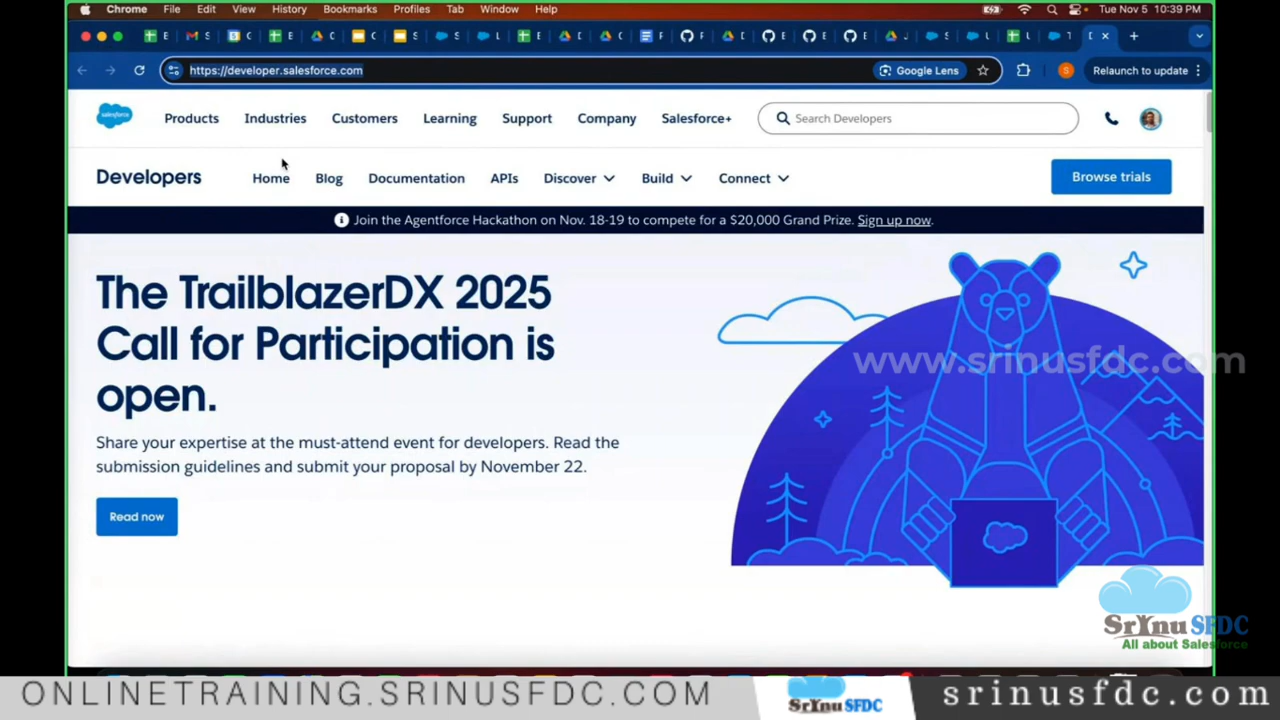 Chrome File Edit View History Bookmarks Profiles Tab Window Help Tue Nov 5 10:39 PM
https://developer.salesforce.com Google Lens Relaunch to update
salesforce Products Industries Customers Learning Support Company Salesforce+ Search Developers
Developers Home Blog Documentation APIs Discover Build Connect Browse trials
Join the Agentforce Hackathon on Nov. 18-19 to compete for a $20,000 Grand Prize. Sign up now.
The TrailblazerDX 2025
Call for Participation is
open.
www.srinusfdc.com
Share your expertise at the must-attend event for developers. Read the
submission guidelines and submit your proposal by November 22.
Read now
SrYnu SFDC
All about Salesforce
ONLINETRAINING.SRINUSFDC.COM SrYnu SFDC srinusfdc.com